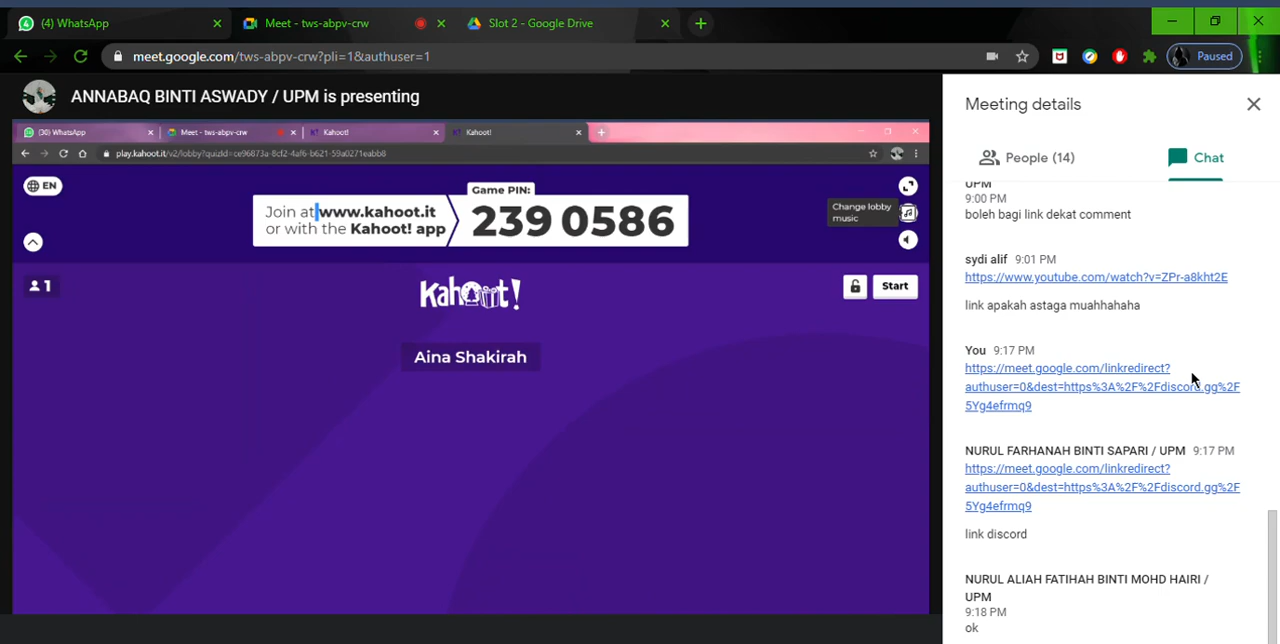 (4) WhatsApp
Meet - tws-abpv-crw
Slot 2 - Google Drive
meet.google.com/tws-abpv-crw?pli=1&authuser=1
Paused
ANNABAQ BINTI ASWADY / UPM is presenting
(30) WhatsApp
Meet - tws-abpv-crw
Kahoot!
Kahoot!
play.kahoot.it/v2/lobby?quizId=ce96873a-8cf2-4af6-b621-59a0271eabb8
EN
Join at www.kahoot.it
or with the Kahoot! app
Game PIN:
239 0586
Change lobby
music
1
Kahoot!
Start
Aina Shakirah
Meeting details
People (14)
Chat
UPM
9:00 PM
boleh bagi link dekat comment
sydi alif 9:01 PM
https://www.youtube.com/watch?v=ZPr-a8kht2E
link apakah astaga muahhahaha
You 9:17 PM
https://meet.google.com/linkredirect?
authuser=0&dest=https%3A%2F%2Fdiscord.gg%2F
5Yg4efrmq9
NURUL FARHANAH BINTI SAPARI / UPM 9:17 PM
https://meet.google.com/linkredirect?
authuser=0&dest=https%3A%2F%2Fdiscord.gg%2F
5Yg4efrmq9
link discord
NURUL ALIAH FATIHAH BINTI MOHD HAIRI /
UPM
9:18 PM
ok